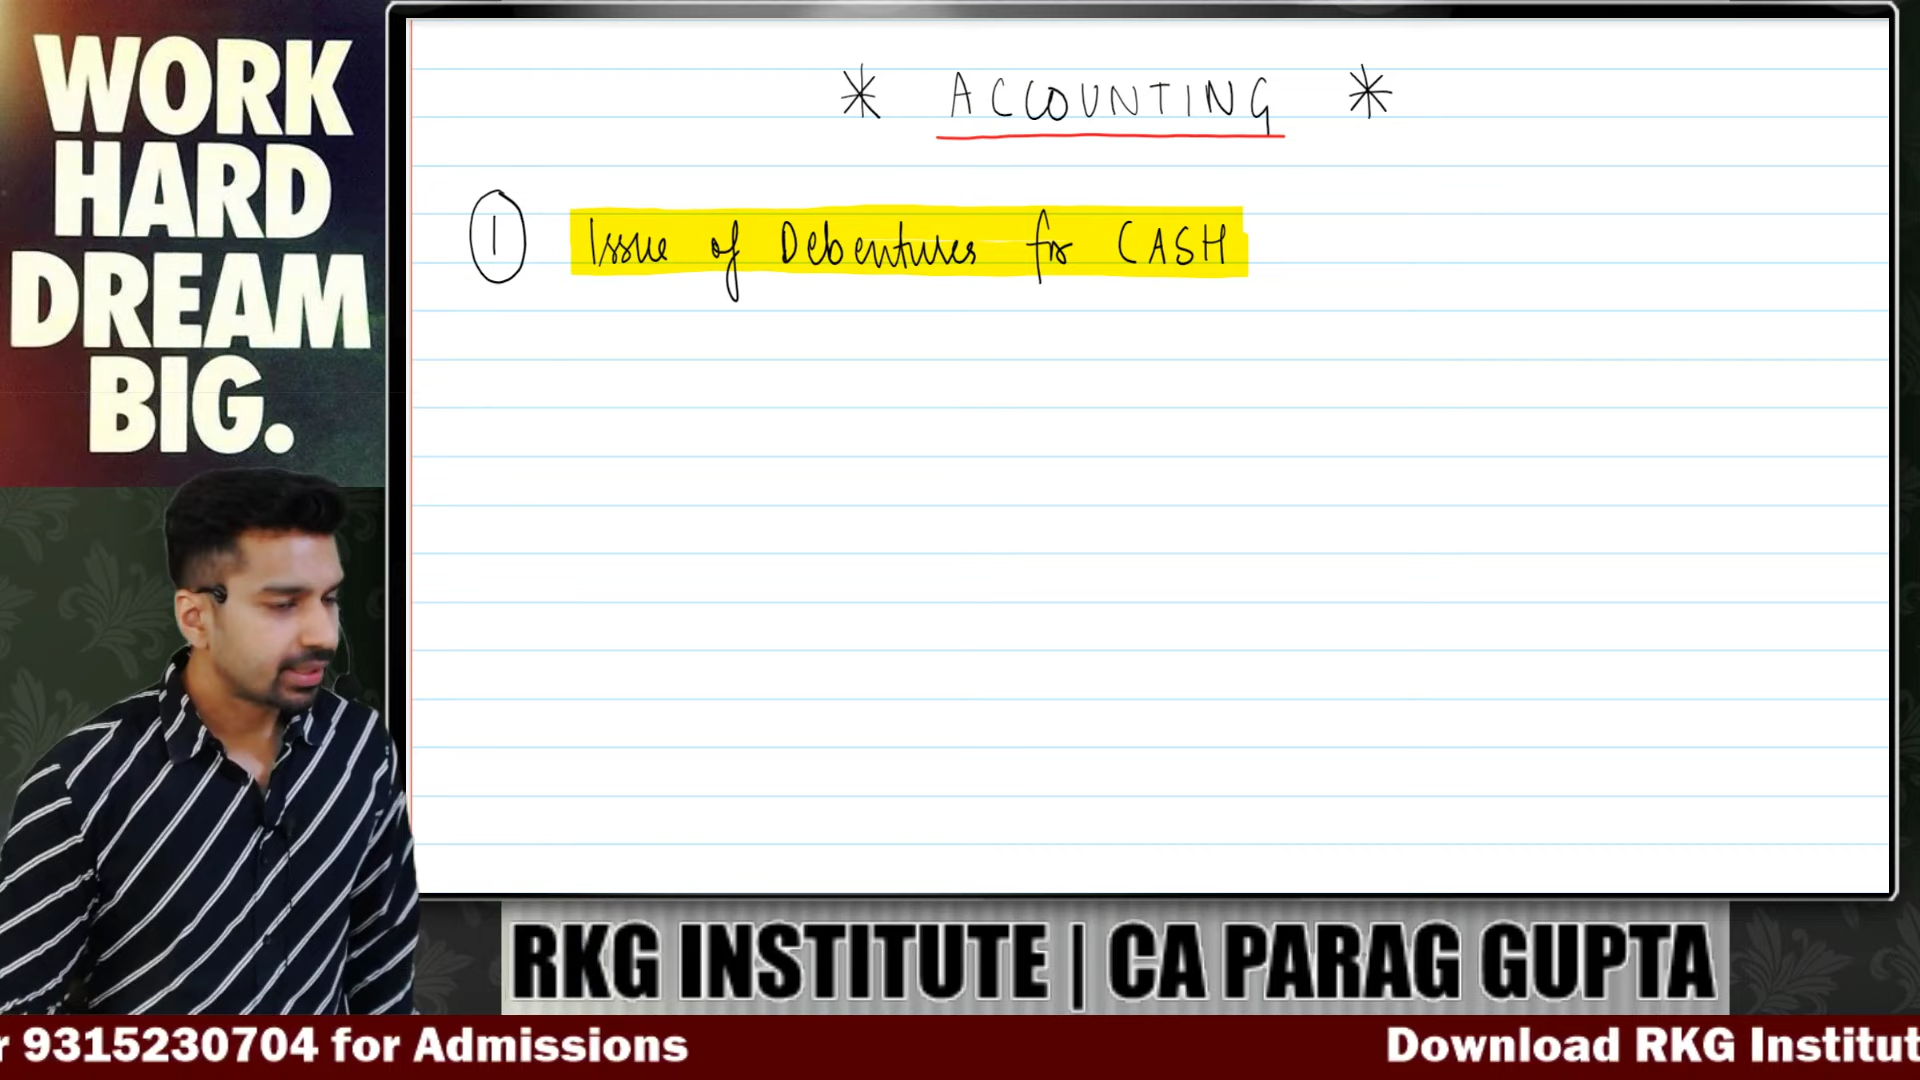 WORK
HARD
DREAM
BIG.
* ACCOUNTING *
1 Issue of Debentures for CASH
RKG INSTITUTE | CA PARAG GUPTA
9315230704 for Admissions
Download RKG